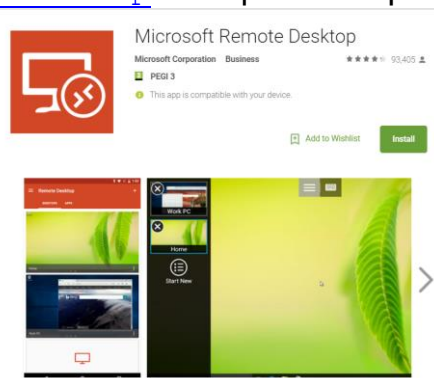 Microsoft Remote Desktop
Microsoft Corporation Business 93,405
PEGI 3
This app is compatible with your device.
Add to Wishlist Install
Remote Desktop
Work PC
Home
Start New